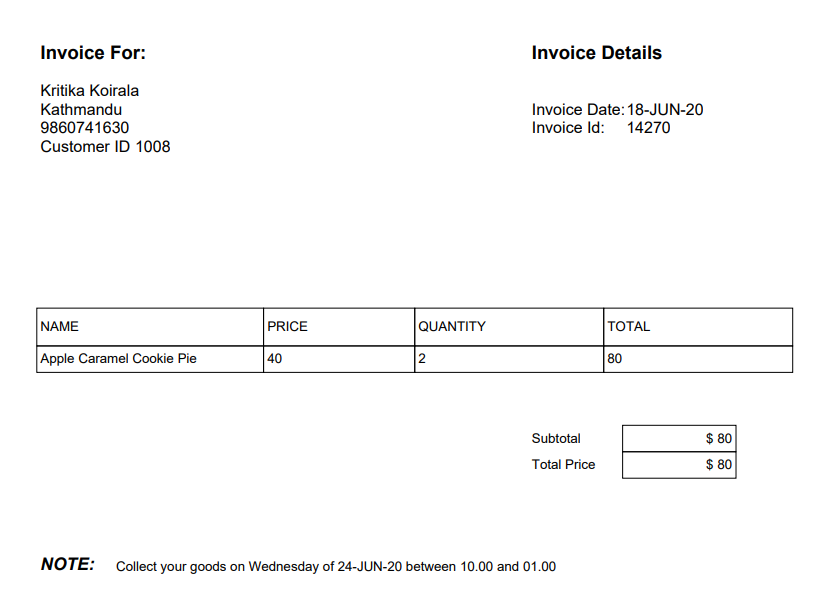 Invoice For:
Invoice Details
Kritika Koirala
Kathmandu
9860741630
Customer ID 1008
Invoice Date: 18-JUN-20
Invoice Id: 14270
NAME PRICE QUANTITY TOTAL
Apple Caramel Cookie Pie 40 2 80
Subtotal $ 80
Total Price $ 80
NOTE: Collect your goods on Wednesday of 24-JUN-20 between 10.00 and 01.00